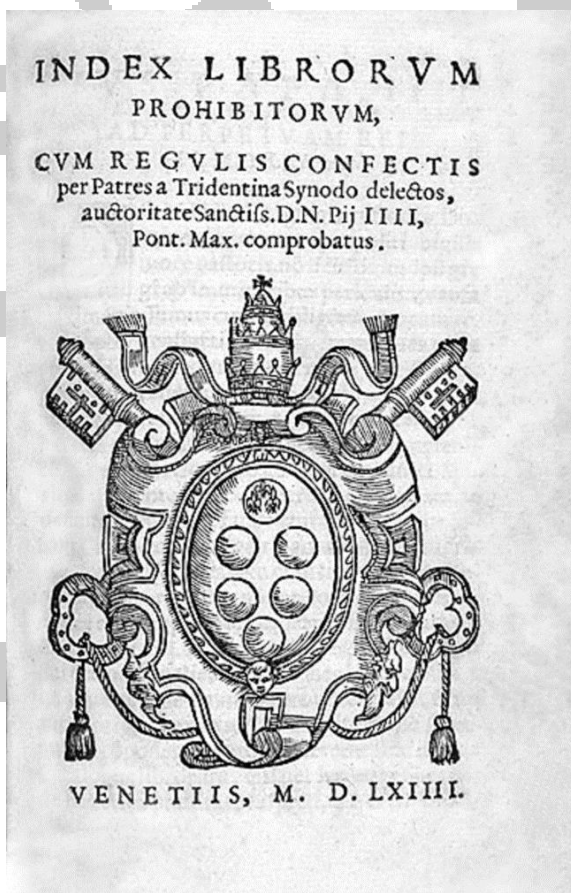 INDEX LIBRORVM
PROHIBITORVM,
CVM REGVLIS CONFECTIS
per Patres a Tridentina Synodo delectos,
auctoritate Sanctiss. D. N. Pij IIII,
Pont. Max. comprobatus.
VENETIIS, M. D. LXIIII.